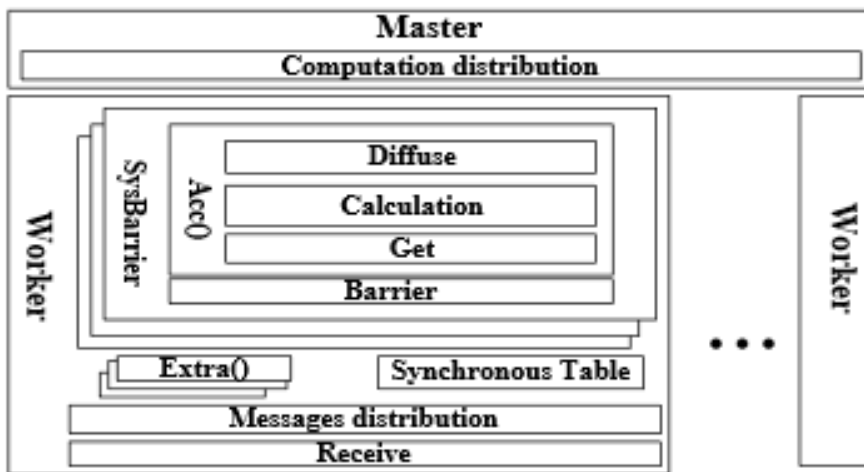 Master
Computation distribution
Worker
SysBarrier
Acc()
Diffuse
Calculation
Get
Barrier
Extra()
Synchronous Table
Messages distribution
Receive
Worker